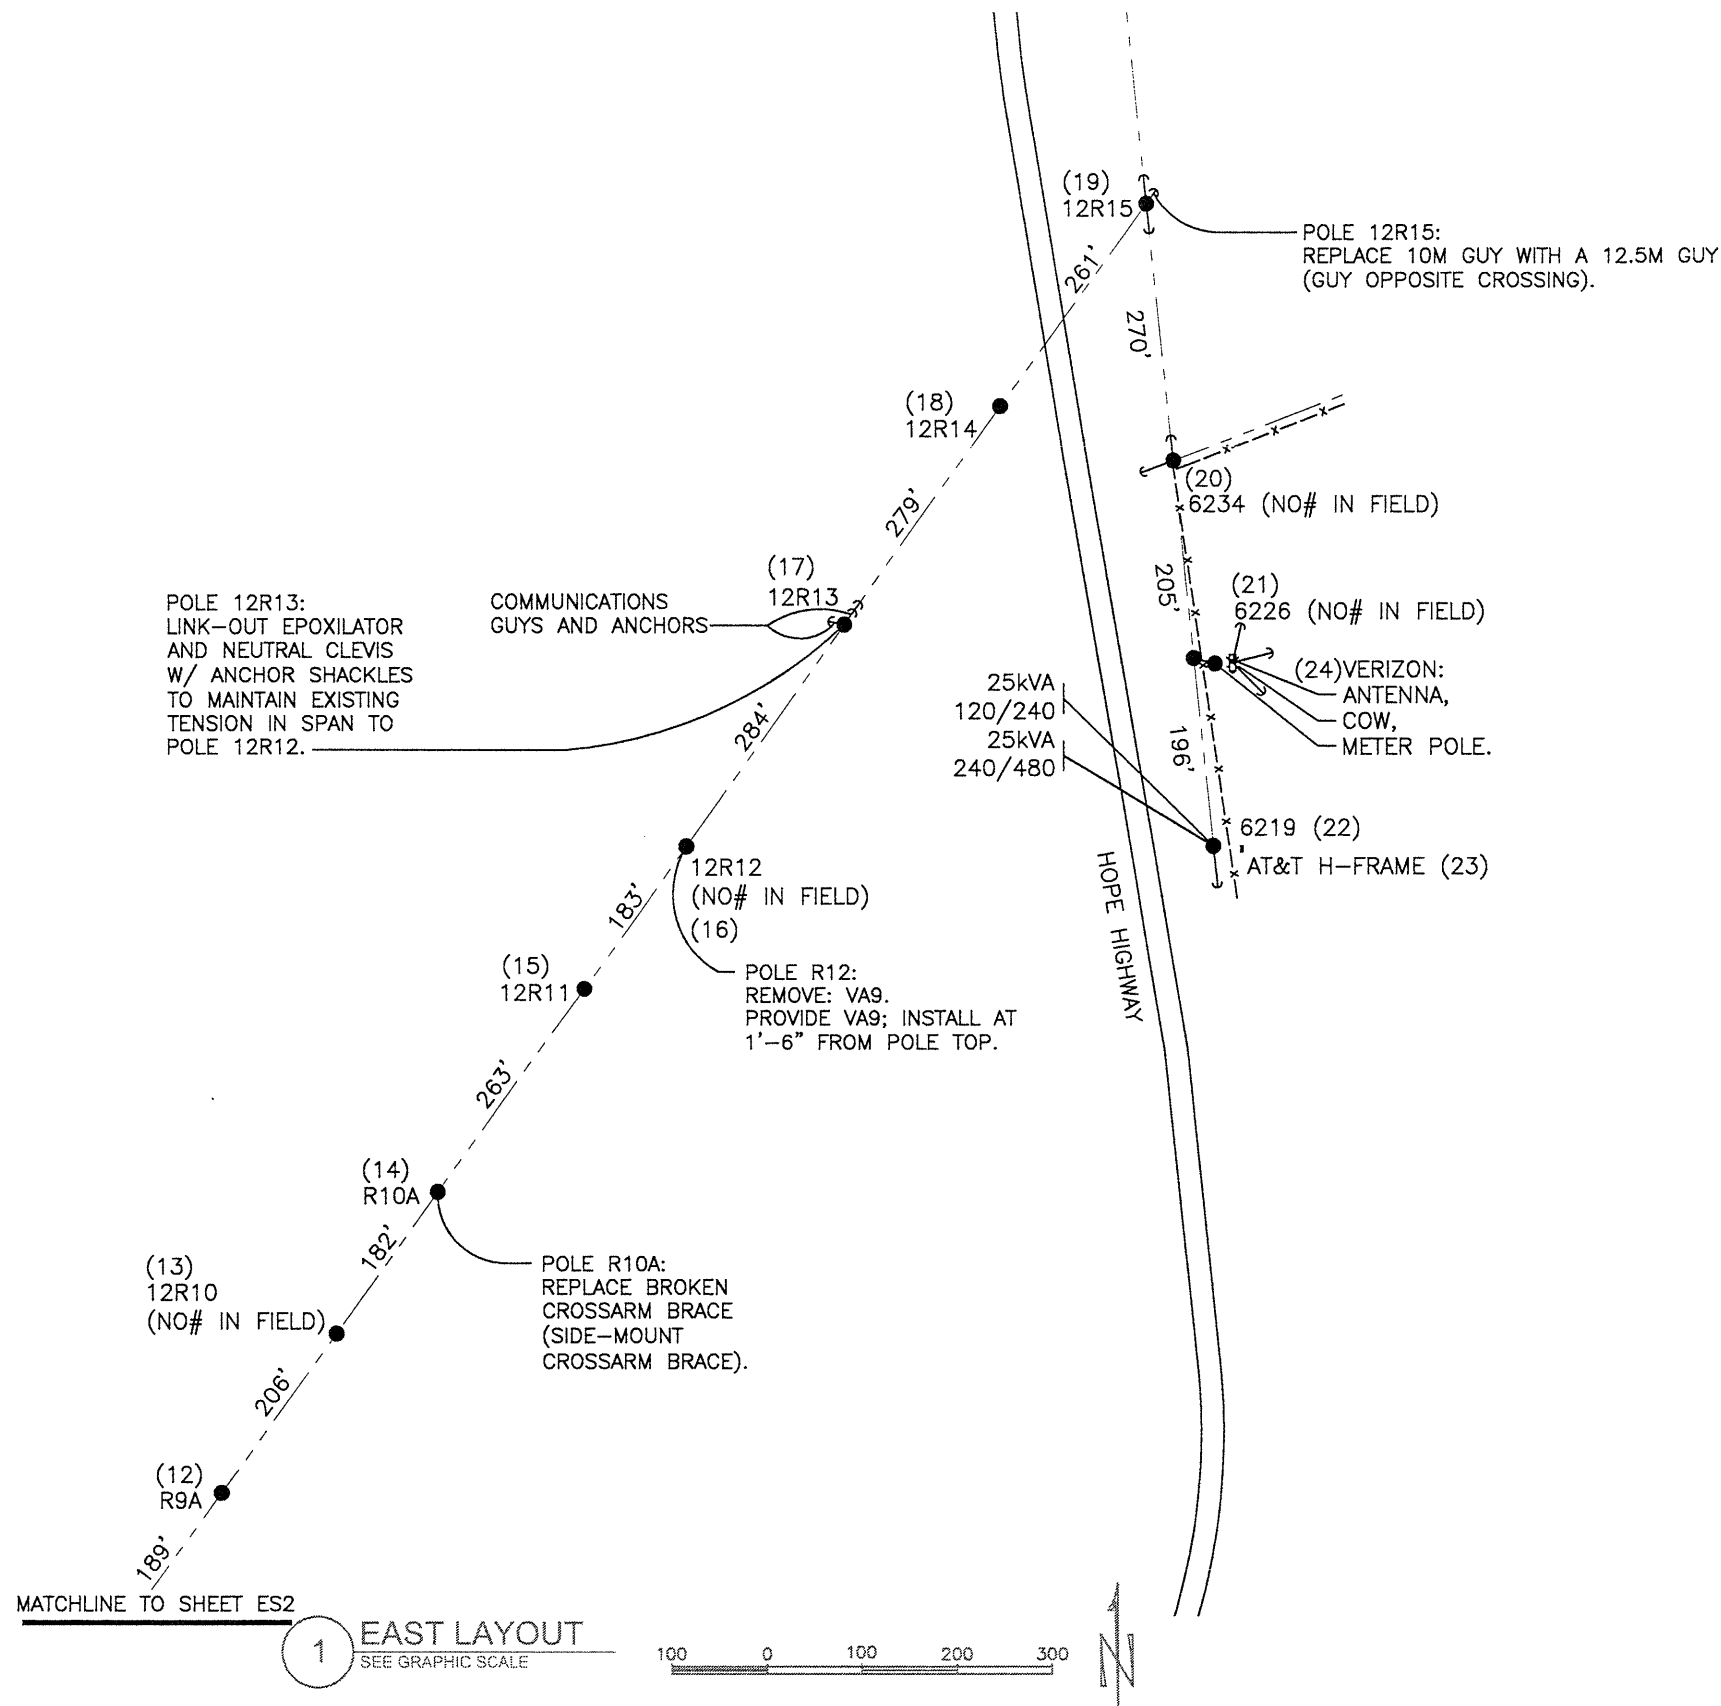 (19)
12R15
POLE 12R15:
REPLACE 10M GUY WITH A 12.5M GUY
(GUY OPPOSITE CROSSING).
261'
270'
(18)
12R14
(20)
6234 (NO# IN FIELD)
279'
(17)
12R13
COMMUNICATIONS
GUYS AND ANCHORS
POLE 12R13:
LINK-OUT EPOXILATOR
AND NEUTRAL CLEVIS
W/ ANCHOR SHACKLES
TO MAINTAIN EXISTING
TENSION IN SPAN TO
POLE 12R12.
205'
(21)
6226 (NO# IN FIELD)
(24)VERIZON:
ANTENNA,
COW,
METER POLE.
25kVA
120/240
25kVA
240/480
284'
196'
6219 (22)
AT&T H-FRAME (23)
HOPE HIGHWAY
12R12
(NO# IN FIELD)
(16)
183'
POLE R12:
REMOVE: VA9.
PROVIDE VA9; INSTALL AT
1'-6" FROM POLE TOP.
(15)
12R11
263'
(14)
R10A
POLE R10A:
REPLACE BROKEN
CROSSARM BRACE
(SIDE-MOUNT
CROSSARM BRACE).
182'
(13)
12R10
(NO# IN FIELD)
206'
(12)
R9A
189'
MATCHLINE TO SHEET ES2
1
EAST LAYOUT
SEE GRAPHIC SCALE
100 0 100 200 300
N